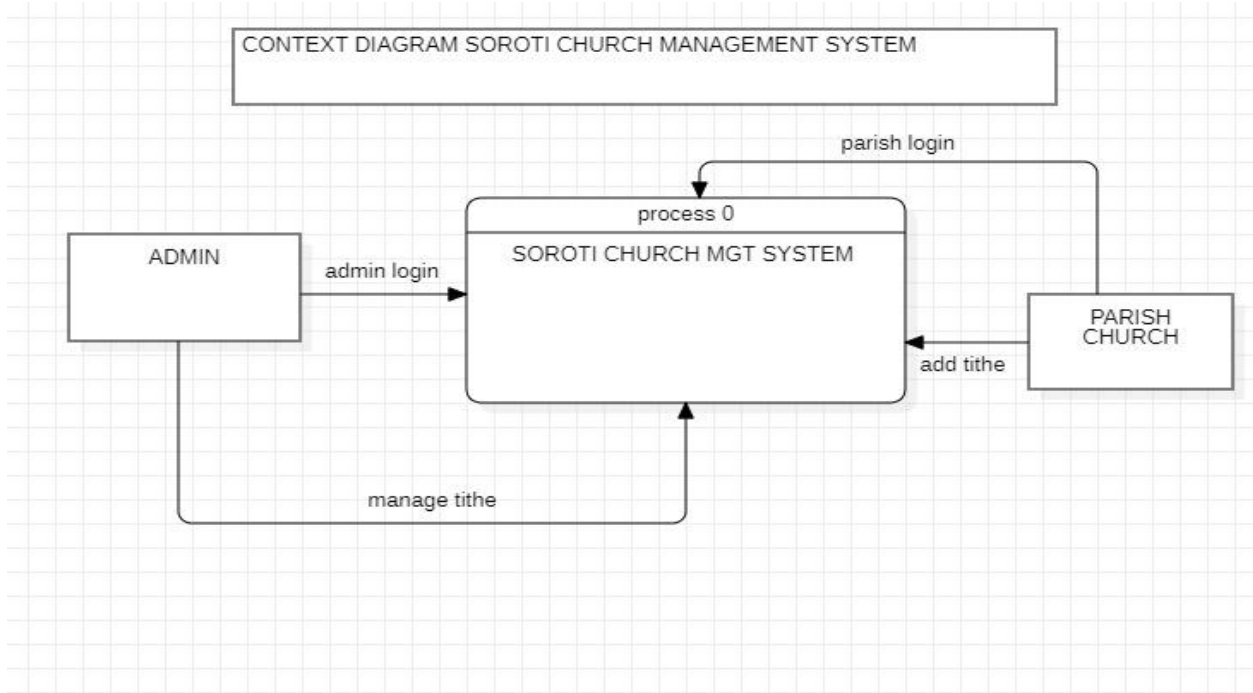 CONTEXT DIAGRAM SOROTI CHURCH MANAGEMENT SYSTEM
parish login
process 0
ADMIN
SOROTI CHURCH MGT SYSTEM
admin login
PARISH
CHURCH
add tithe
manage tithe